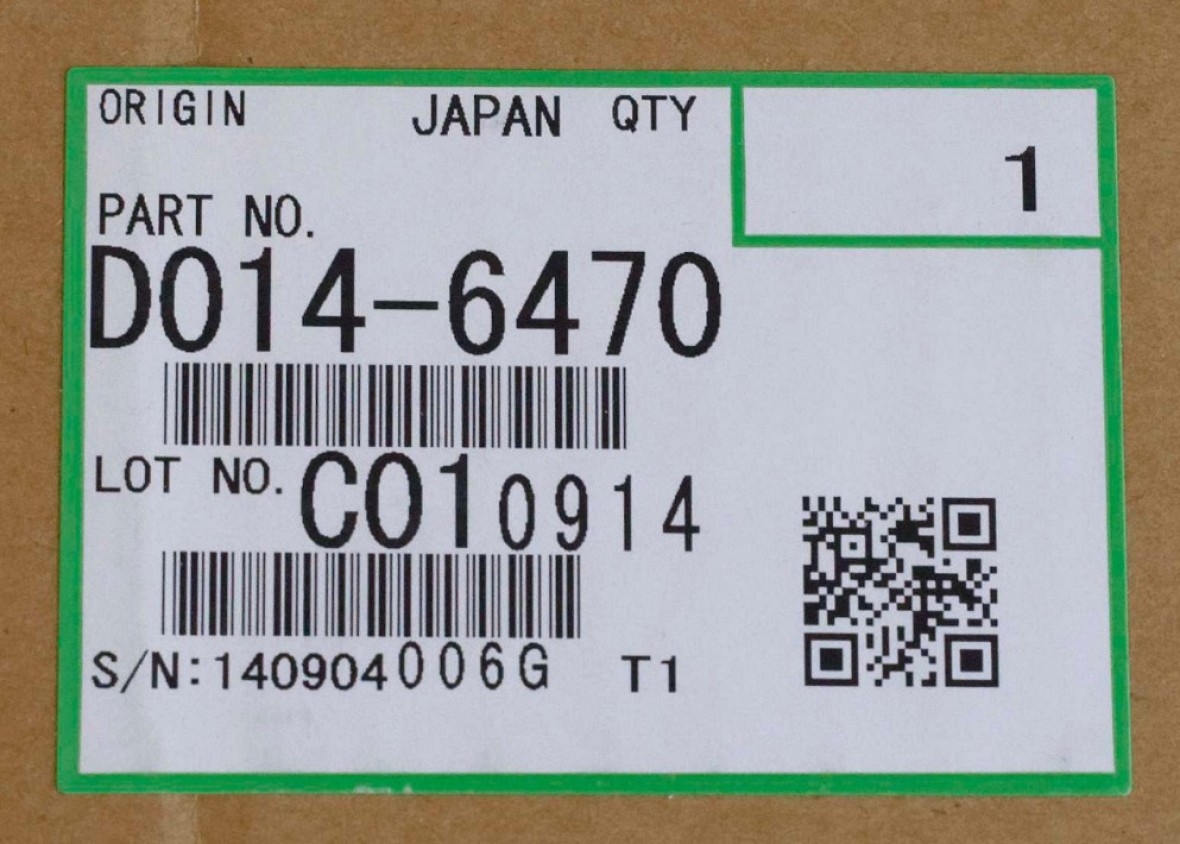 ORIGIN JAPAN QTY 1
PART NO.
D014-6470
LOT NO. C010914
S/N:140904006G T1